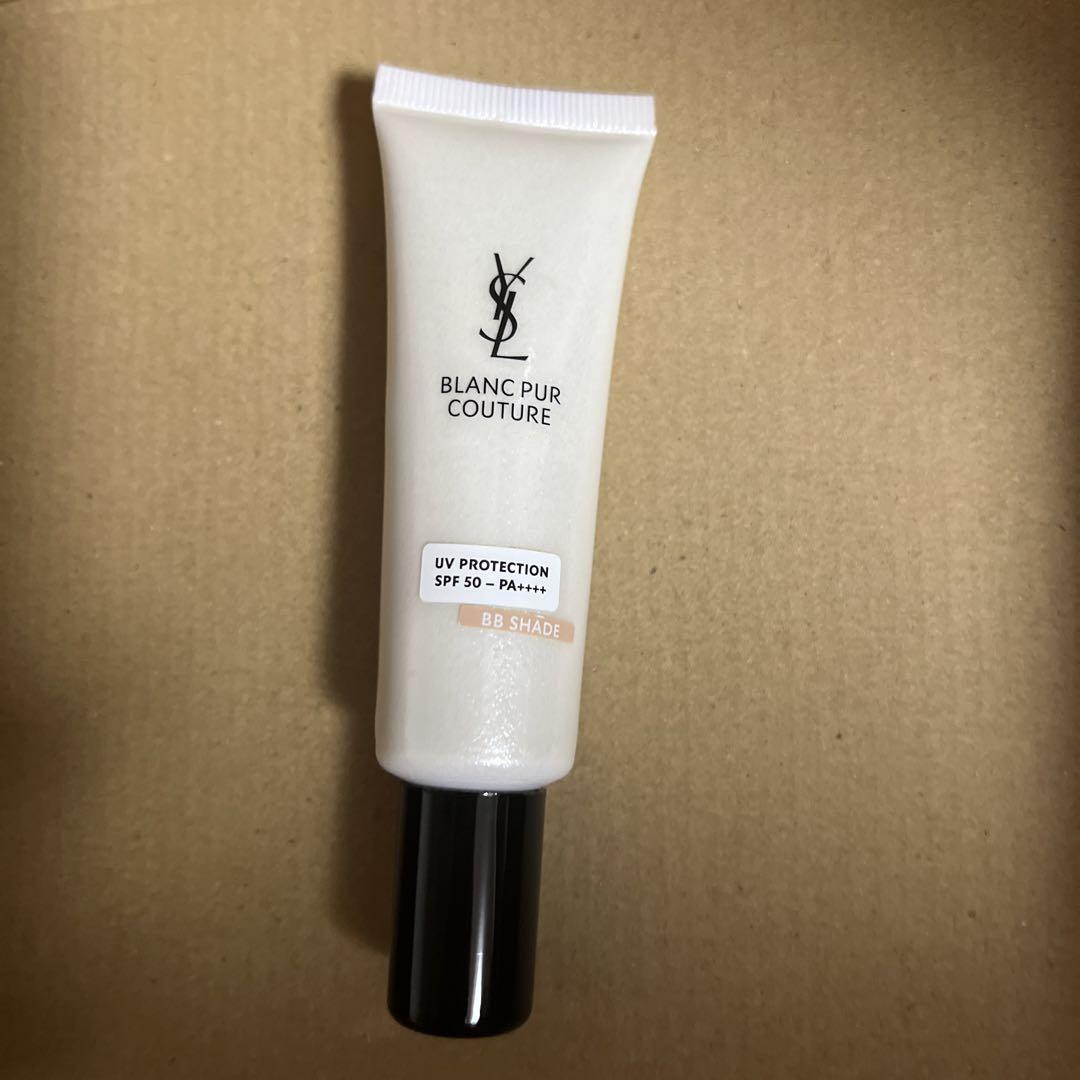 YSL
BLANC PUR
COUTURE
UV PROTECTION
SPF 50 – PA++++
BB SHADE